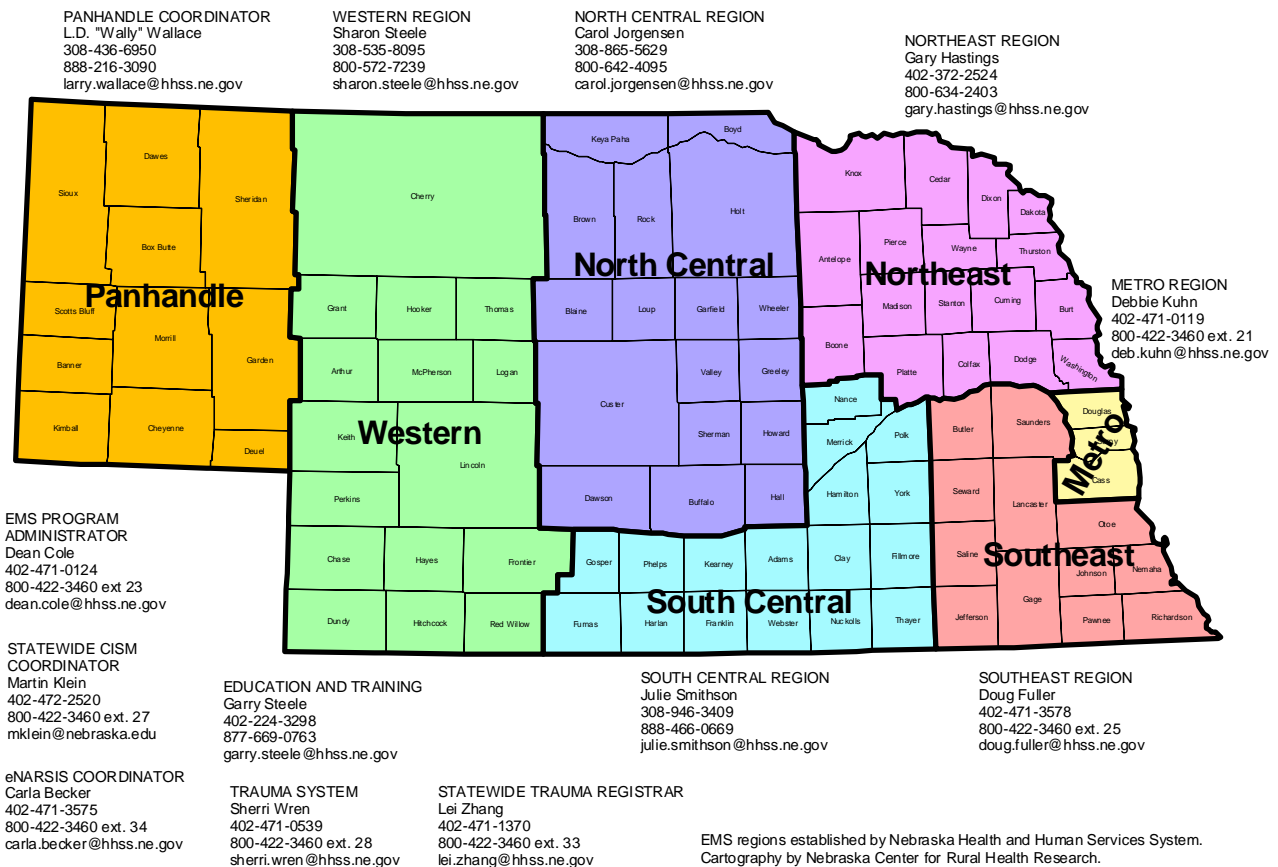 PANHANDLE COORDINATOR
L.D. "Wally" Wallace
308-436-6950
888-216-3090
larry.wallace@hhss.ne.gov
WESTERN REGION
Sharon Steele
308-535-8095
800-572-7239
sharon.steele@hhss.ne.gov
NORTH CENTRAL REGION
Carol Jorgensen
308-865-5629
800-642-4095
carol.jorgensen@hhss.ne.gov
NORTHEAST REGION
Gary Hastings
402-372-2524
800-634-2403
gary.hastings@hhss.ne.gov
METRO REGION
Debbie Kuhn
402-471-0119
800-422-3460 ext. 21
deb.kuhn@hhss.ne.gov
Panhandle
Sioux
Dawes
Sheridan
Box Butte
Scotts Bluff
Morrill
Garden
Banner
Kimball
Cheyenne
Deuel
Western
Cherry
Grant
Hooker
Thomas
Arthur
McPherson
Logan
Keith
Lincoln
Perkins
Chase
Hayes
Frontier
Dundy
Hitchcock
Red Willow
North Central
Keya Paha
Boyd
Brown
Rock
Holt
Blaine
Loup
Garfield
Wheeler
Custer
Valley
Greeley
Sherman
Howard
Dawson
Buffalo
Hall
Northeast
Knox
Cedar
Dixon
Dakota
Antelope
Pierce
Wayne
Thurston
Madison
Stanton
Cuming
Burt
Boone
Platte
Colfax
Dodge
Washington
South Central
Nance
Merrick
Polk
Hamilton
York
Gosper
Phelps
Kearney
Adams
Clay
Fillmore
Furnas
Harlan
Franklin
Webster
Nuckolls
Thayer
Metro
Douglas
Cass
Southeast
Butler
Saunders
Seward
Lancaster
Otoe
Saline
Johnson
Nemaha
Jefferson
Gage
Pawnee
Richardson
EMS PROGRAM
ADMINISTRATOR
Dean Cole
402-471-0124
800-422-3460 ext 23
dean.cole@hhss.ne.gov
STATEWIDE CISM
COORDINATOR
Martin Klein
402-472-2520
800-422-3460 ext. 27
mklein@nebraska.edu
EDUCATION AND TRAINING
Garry Steele
402-224-3298
877-669-0763
garry.steele@hhss.ne.gov
SOUTH CENTRAL REGION
Julie Smithson
308-946-3409
888-466-0669
julie.smithson@hhss.ne.gov
SOUTHEAST REGION
Doug Fuller
402-471-3578
800-422-3460 ext. 25
doug.fuller@hhss.ne.gov
eNARSIS COORDINATOR
Carla Becker
402-471-3575
800-422-3460 ext. 34
carla.becker@hhss.ne.gov
TRAUMA SYSTEM
Sherri Wren
402-471-0539
800-422-3460 ext. 28
sherri.wren@hhss.ne.gov
STATEWIDE TRAUMA REGISTRAR
Lei Zhang
402-471-1370
800-422-3460 ext. 33
lei.zhang@hhss.ne.gov
EMS regions established by Nebraska Health and Human Services System.
Cartography by Nebraska Center for Rural Health Research.